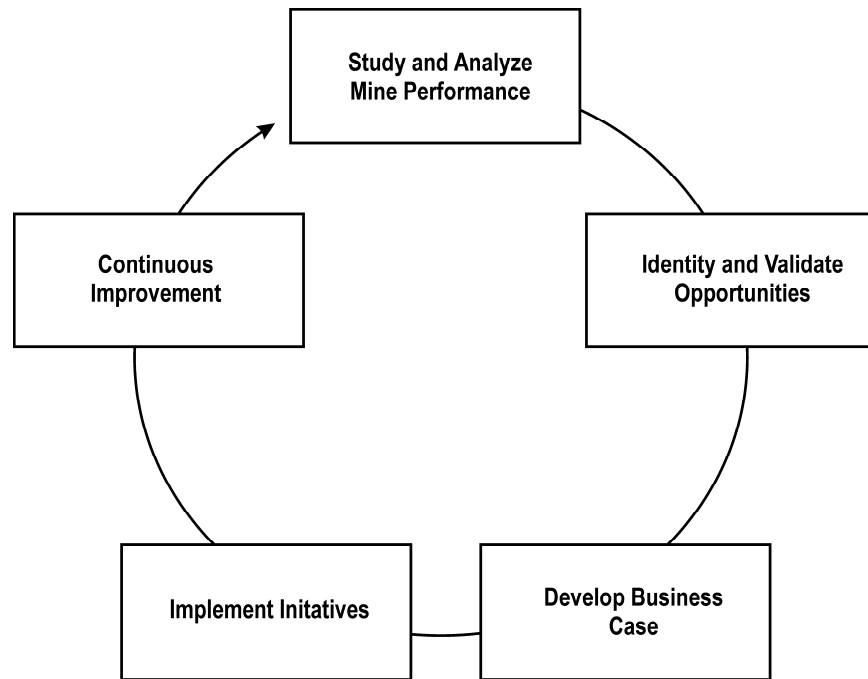 Study and Analyze
Mine Performance
Identity and Validate
Opportunities
Develop Business
Case
Implement Initatives
Continuous
Improvement